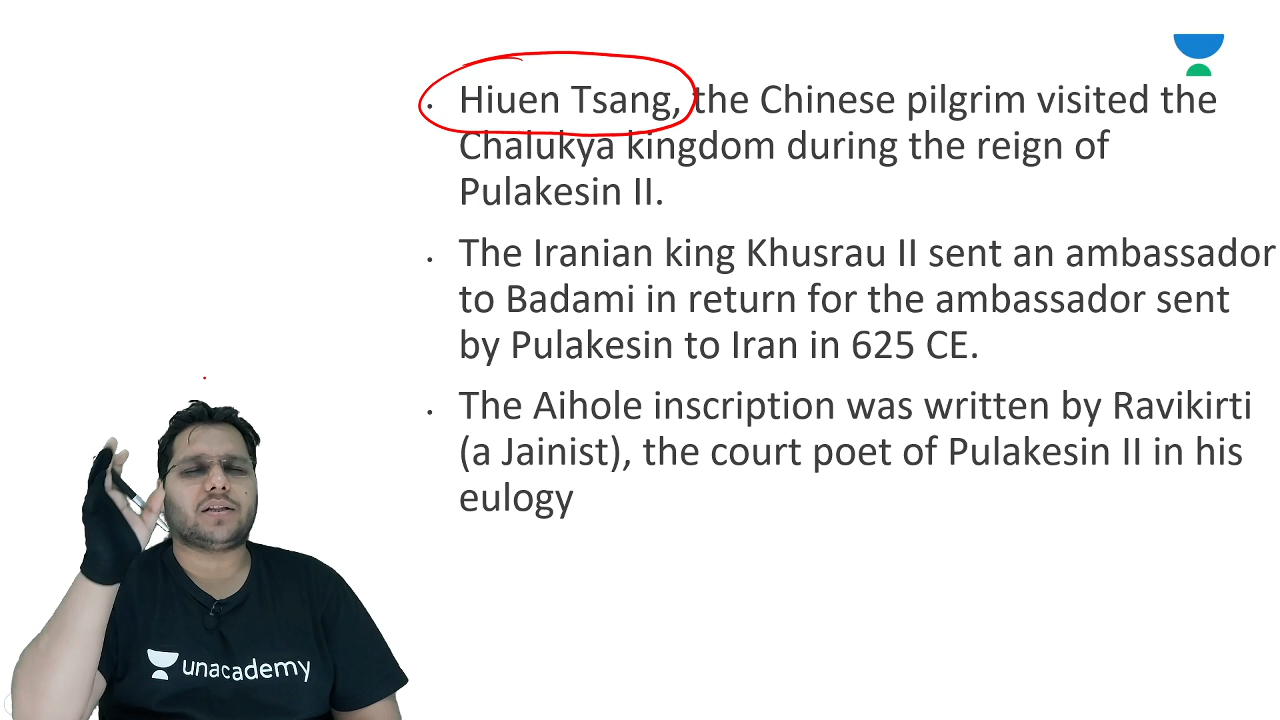 Hiuen Tsang, the Chinese pilgrim visited the
Chalukya kingdom during the reign of
Pulakesin II.
The Iranian king Khusrau II sent an ambassador
to Badami in return for the ambassador sent
by Pulakesin to Iran in 625 CE.
The Aihole inscription was written by Ravikirti
(a Jainist), the court poet of Pulakesin II in his
eulogy
unacademy